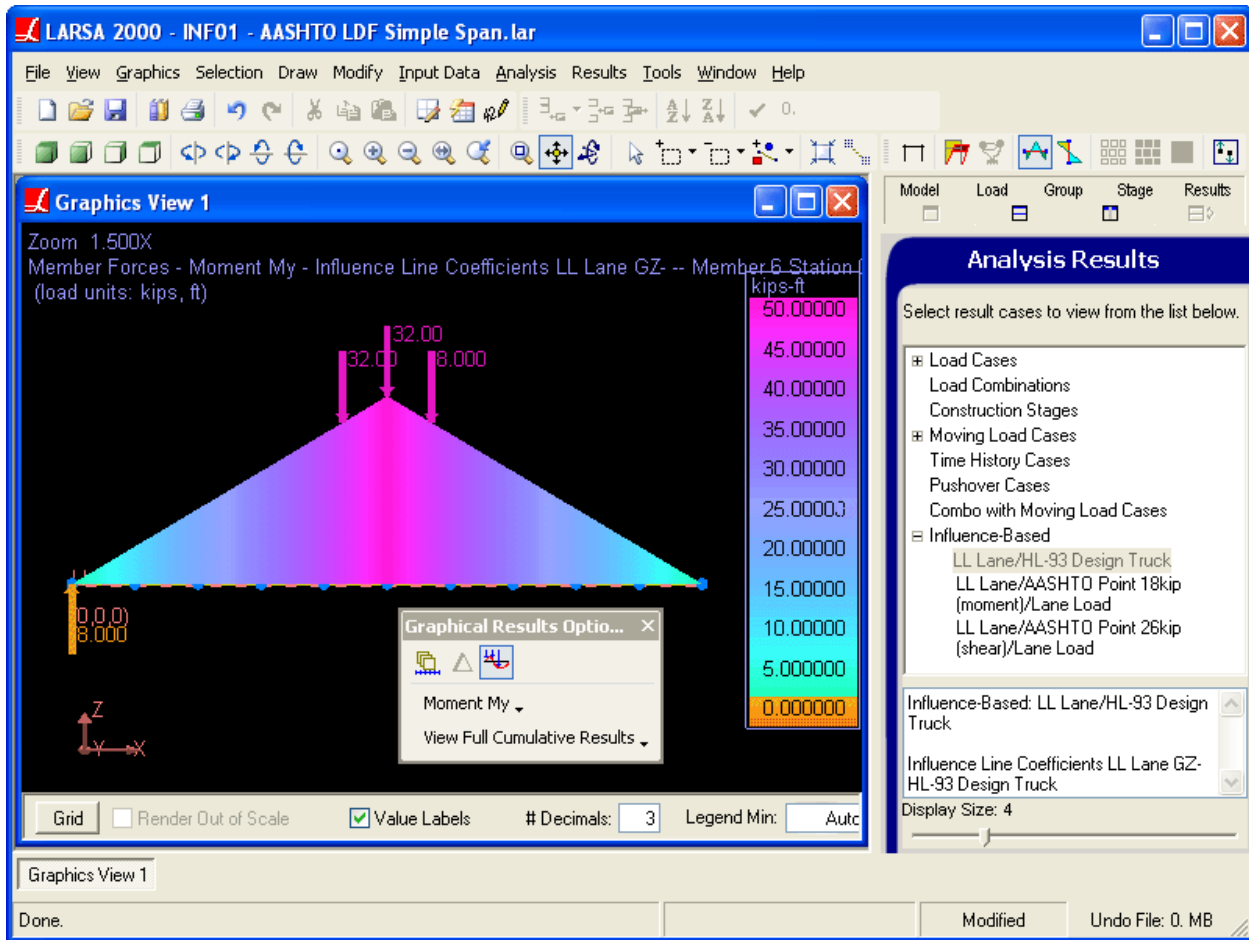 LARSA 2000 - INF01 - AASHTO LDF Simple Span.lar
File View Graphics Selection Draw Modify Input Data Analysis Results Tools Window Help
0.
Model Load Group Stage Results
Graphics View 1
Zoom 1.500X
Member Forces - Moment My - Influence Line Coefficients LL Lane GZ- -- Member 6 Station
(load units: kips, ft)
kips-ft
50.00000
45.00000
40.00000
35.00000
30.00000
25.00000
20.00000
15.00000
10.00000
5.000000
0.000000
32.00
32.00
8.000
(0,0,0)
8.000
Z
Y
X
Graphical Results Optio...
Moment My
View Full Cumulative Results
Grid Render Out of Scale Value Labels # Decimals: 3 Legend Min: Auto
Analysis Results
Select result cases to view from the list below.
Load Cases
Load Combinations
Construction Stages
Moving Load Cases
Time History Cases
Pushover Cases
Combo with Moving Load Cases
Influence-Based
LL Lane/HL-93 Design Truck
LL Lane/AASHTO Point 18kip
(moment)/Lane Load
LL Lane/AASHTO Point 26kip
(shear)/Lane Load
Influence-Based: LL Lane/HL-93 Design
Truck
Influence Line Coefficients LL Lane GZ-
HL-93 Design Truck
Display Size: 4
Graphics View 1
Done.
Modified
Undo File: 0. MB